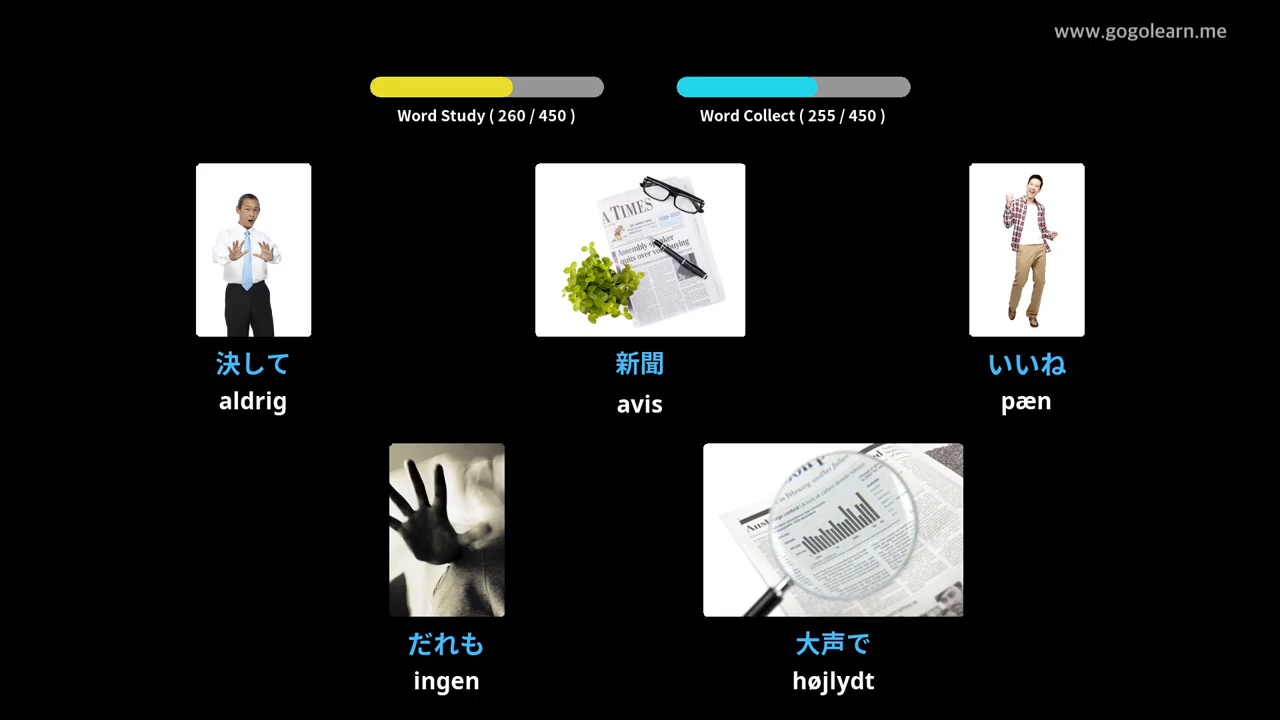 www.gogolearn.me
Word Study ( 260 / 450 )
Word Collect ( 255 / 450 )
A TIMES
決して
aldrig
新聞
avis
いいね
pæn
だれも
ingen
大声で
højlydt